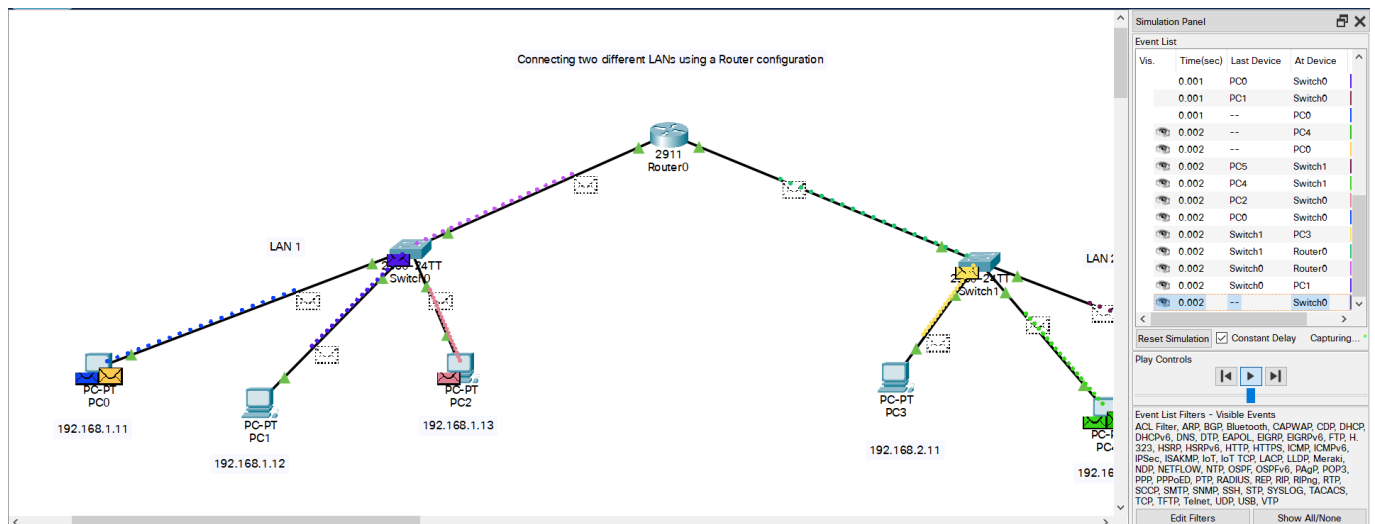 Connecting two different LANs using a Router configuration
2911
Router0
LAN 1
24TT
Switch0
PC-PT
PC0
192.168.1.11
PC-PT
PC1
192.168.1.12
PC-PT
PC2
192.168.1.13
LAN 2
24TT
Switch1
PC-PT
PC3
192.168.2.11
192.16
Simulation Panel
Event List
Vis. Time(sec) Last Device At Device
0.001 PC0 Switch0
0.001 PC1 Switch0
0.001 -- PC0
0.002 -- PC4
0.002 -- PC0
0.002 PC5 Switch1
0.002 PC4 Switch1
0.002 PC2 Switch0
0.002 PC0 Switch0
0.002 Switch1 PC3
0.002 Switch1 Router0
0.002 Switch0 Router0
0.002 Switch0 PC1
0.002 -- Switch0
Reset Simulation Constant Delay Capturing...
Play Controls
Event List Filters - Visible Events
ACL Filter, ARP, BGP, Bluetooth, CAPWAP, CDP, DHCP,
DHCPv6, DNS, DTP, EAPOL, EIGRP, EIGRPv6, FTP, H.
323, HSRP, HSRPv6, HTTP, HTTPS, ICMP, ICMPv6,
IPSec, ISAKMP, IoT, IoT TCP, LACP, LLDP, Meraki,
NDP, NETFLOW, NTP, OSPF, OSPFv6, PAgP, POP3,
PPP, PPPoED, PTP, RADIUS, REP, RIP, RIPng, RTP,
SCCP, SMTP, SNMP, SSH, STP, SYSLOG, TACACS,
TCP, TFTP, Telnet, UDP, USB, VTP
Edit Filters Show All/None